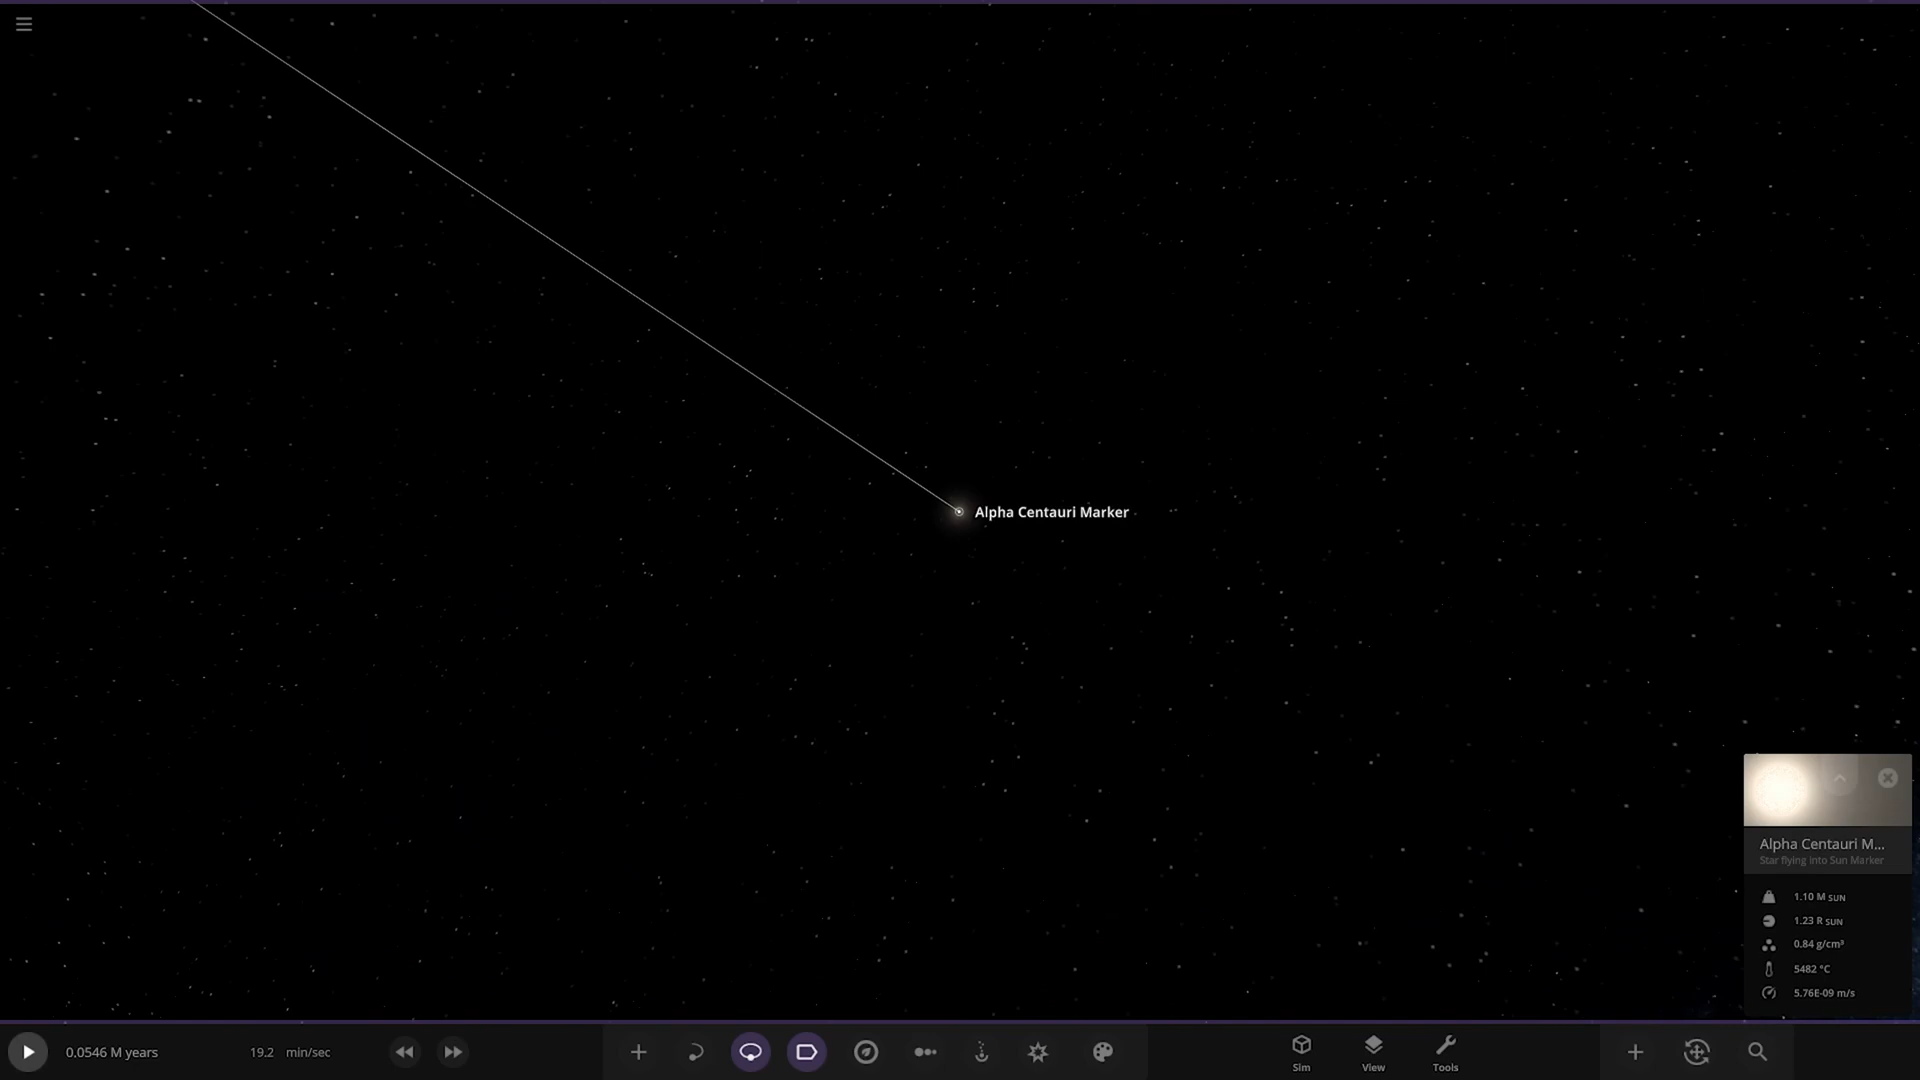 Alpha Centauri Marker
Alpha Centauri M...
Star flying into Sun Marker
1.10 M SUN
1.23 R SUN
0.84 g/cm³
5482 °C
5.76E-09 m/s
0.0546 M years
19.2 min/sec
Sim
View
Tools